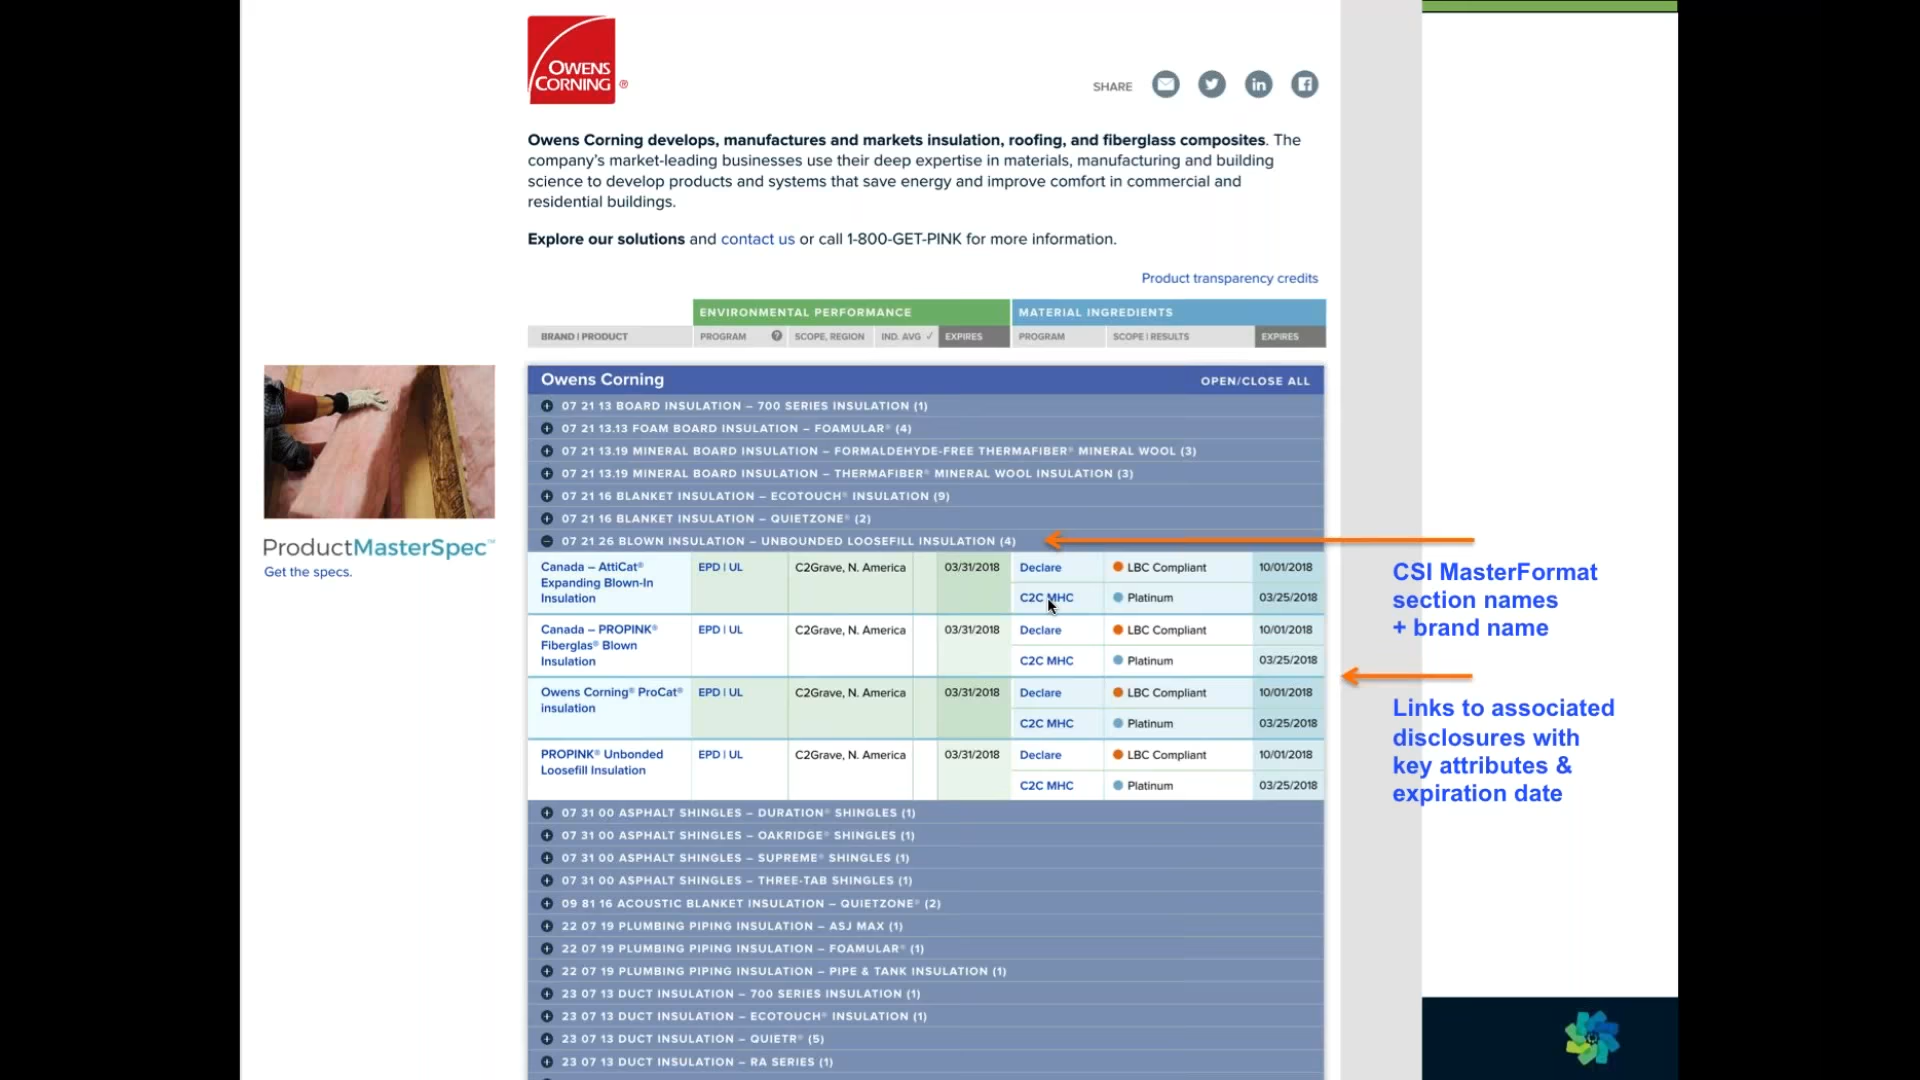 OWENS
CORNING ®
SHARE
Owens Corning develops, manufactures and markets insulation, roofing, and fiberglass composites. The
company's market-leading businesses use their deep expertise in materials, manufacturing and building
science to develop products and systems that save energy and improve comfort in commercial and
residential buildings.
Explore our solutions and contact us or call 1-800-GET-PINK for more information.
Product transparency credits
ENVIRONMENTAL PERFORMANCE MATERIAL INGREDIENTS
BRAND | PRODUCT PROGRAM ? SCOPE, REGION IND. AVG ✓ EXPIRES PROGRAM SCOPE | RESULTS EXPIRES
Owens Corning OPEN/CLOSE ALL
07 21 13 BOARD INSULATION – 700 SERIES INSULATION (1)
07 21 13.13 FOAM BOARD INSULATION – FOAMULAR® (4)
07 21 13.19 MINERAL BOARD INSULATION – FORMALDEHYDE-FREE THERMAFIBER® MINERAL WOOL (3)
07 21 13.19 MINERAL BOARD INSULATION – THERMAFIBER® MINERAL WOOL INSULATION (3)
07 21 16 BLANKET INSULATION – ECOTOUCH® INSULATION (9)
07 21 16 BLANKET INSULATION – QUIETZONE® (2)
07 21 26 BLOWN INSULATION – UNBOUNDED LOOSEFILL INSULATION (4)
Canada – AttiCat® EPD | UL C2Grave, N. America 03/31/2018 Declare LBC Compliant 10/01/2018
Expanding Blown-In
Insulation C2C MHC Platinum 03/25/2018
Canada – PROPINK® EPD | UL C2Grave, N. America 03/31/2018 Declare LBC Compliant 10/01/2018
Fiberglas® Blown
Insulation C2C MHC Platinum 03/25/2018
Owens Corning® ProCat® EPD | UL C2Grave, N. America 03/31/2018 Declare LBC Compliant 10/01/2018
insulation C2C MHC Platinum 03/25/2018
PROPINK® Unbonded EPD | UL C2Grave, N. America 03/31/2018 Declare LBC Compliant 10/01/2018
Loosefill Insulation C2C MHC Platinum 03/25/2018
07 31 00 ASPHALT SHINGLES – DURATION® SHINGLES (1)
07 31 00 ASPHALT SHINGLES – OAKRIDGE® SHINGLES (1)
07 31 00 ASPHALT SHINGLES – SUPREME® SHINGLES (1)
07 31 00 ASPHALT SHINGLES – THREE-TAB SHINGLES (1)
09 81 16 ACOUSTIC BLANKET INSULATION – QUIETZONE® (2)
22 07 19 PLUMBING PIPING INSULATION – ASJ MAX (1)
22 07 19 PLUMBING PIPING INSULATION – FOAMULAR® (1)
22 07 19 PLUMBING PIPING INSULATION – PIPE & TANK INSULATION (1)
23 07 13 DUCT INSULATION – 700 SERIES INSULATION (1)
23 07 13 DUCT INSULATION – ECOTOUCH® INSULATION (1)
23 07 13 DUCT INSULATION – QUIETR® (5)
23 07 13 DUCT INSULATION – RA SERIES (1)
ProductMasterSpec™
Get the specs.
CSI MasterFormat
section names
+ brand name
Links to associated
disclosures with
key attributes &
expiration date